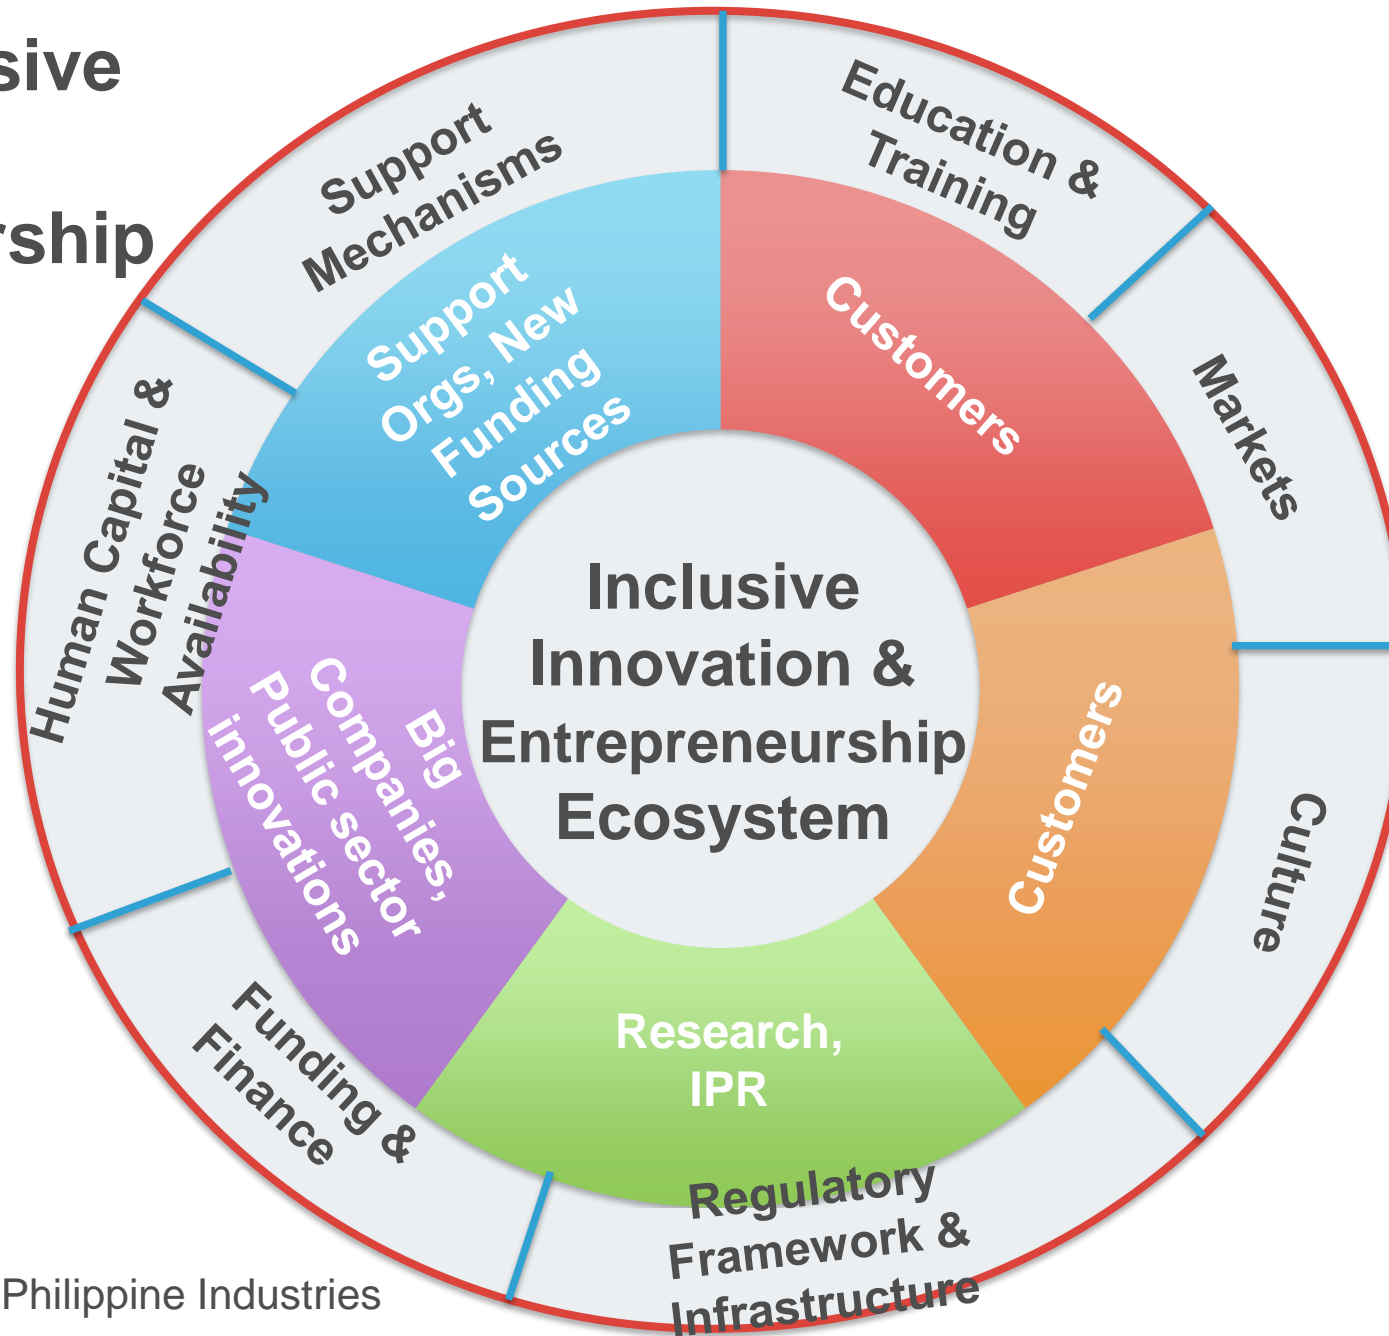 sive
rship
Support
Mechanisms
Education &
Training
Markets
Culture
Regulatory
Framework &
Infrastructure
Funding &
Finance
Human Capital &
Workforce
Availability
Support
Orgs, New
Funding
Sources
Customers
Customers
Research,
IPR
Big
Companies,
Public sector
innovations
Inclusive
Innovation &
Entrepreneurship
Ecosystem
Philippine Industries